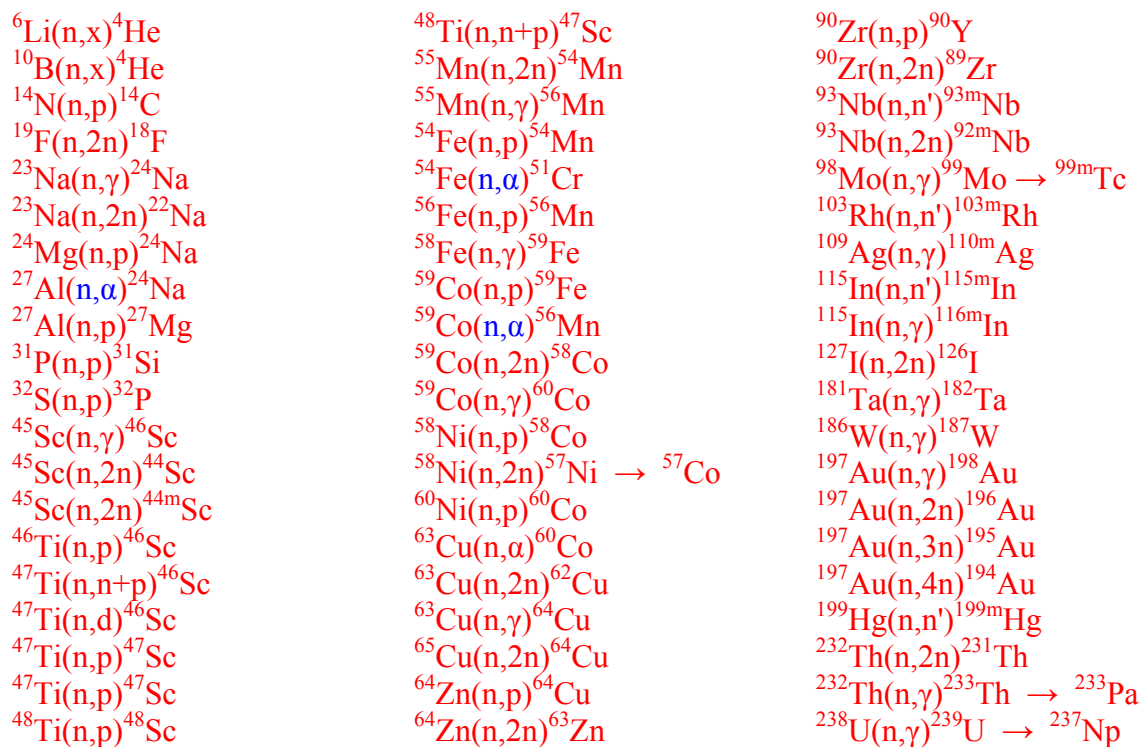 ⁶Li(n,x)⁴He
¹⁰B(n,x)⁴He
¹⁴N(n,p)¹⁴C
¹⁹F(n,2n)¹⁸F
²³Na(n,γ)²⁴Na
²³Na(n,2n)²²Na
²⁴Mg(n,p)²⁴Na
²⁷Al(n,α)²⁴Na
²⁷Al(n,p)²⁷Mg
³¹P(n,p)³¹Si
³²S(n,p)³²P
⁴⁵Sc(n,γ)⁴⁶Sc
⁴⁵Sc(n,2n)⁴⁴Sc
⁴⁵Sc(n,2n)⁴⁴ᵐSc
⁴⁶Ti(n,p)⁴⁶Sc
⁴⁷Ti(n,n+p)⁴⁶Sc
⁴⁷Ti(n,d)⁴⁶Sc
⁴⁷Ti(n,x)⁴⁷Sc
⁴⁷Ti(n,p)⁴⁷Sc
⁴⁸Ti(n,p)⁴⁸Sc
⁴⁸Ti(n,n+p)⁴⁷Sc
⁵⁵Mn(n,2n)⁵⁴Mn
⁵⁵Mn(n,γ)⁵⁶Mn
⁵⁴Fe(n,p)⁵⁴Mn
⁵⁴Fe(n,α)⁵¹Cr
⁵⁶Fe(n,p)⁵⁶Mn
⁵⁸Fe(n,γ)⁵⁹Fe
⁵⁹Co(n,p)⁵⁹Fe
⁵⁹Co(n,α)⁵⁶Mn
⁵⁹Co(n,2n)⁵⁸Co
⁵⁹Co(n,γ)⁶⁰Co
⁵⁸Ni(n,p)⁵⁸Co
⁵⁸Ni(n,2n)⁵⁷Ni → ⁵⁷Co
⁶⁰Ni(n,p)⁶⁰Co
⁶³Cu(n,α)⁶⁰Co
⁶³Cu(n,2n)⁶²Cu
⁶³Cu(n,γ)⁶⁴Cu
⁶⁵Cu(n,2n)⁶⁴Cu
⁶⁴Zn(n,p)⁶⁴Cu
⁶⁴Zn(n,2n)⁶³Zn
⁹⁰Zr(n,p)⁹⁰Y
⁹⁰Zr(n,2n)⁸⁹Zr
⁹³Nb(n,n')⁹³ᵐNb
⁹³Nb(n,2n)⁹²ᵐNb
⁹⁸Mo(n,γ)⁹⁹Mo → ⁹⁹ᵐTc
¹⁰³Rh(n,n')¹⁰³ᵐRh
¹⁰⁹Ag(n,γ)¹¹⁰ᵐAg
¹¹⁵In(n,n')¹¹⁵ᵐIn
¹¹⁵In(n,γ)¹¹⁶ᵐIn
¹²⁷I(n,2n)¹²⁶I
¹⁸¹Ta(n,γ)¹⁸²Ta
¹⁸⁶W(n,γ)¹⁸⁷W
¹⁹⁷Au(n,γ)¹⁹⁸Au
¹⁹⁷Au(n,2n)¹⁹⁶Au
¹⁹⁷Au(n,3n)¹⁹⁵Au
¹⁹⁷Au(n,4n)¹⁹⁴Au
¹⁹⁹Hg(n,n')¹⁹⁹ᵐHg
²³²Th(n,2n)²³¹Th
²³²Th(n,γ)²³³Th → ²³³Pa
²³⁸U(n,γ)²³⁹U → ²³⁷Np